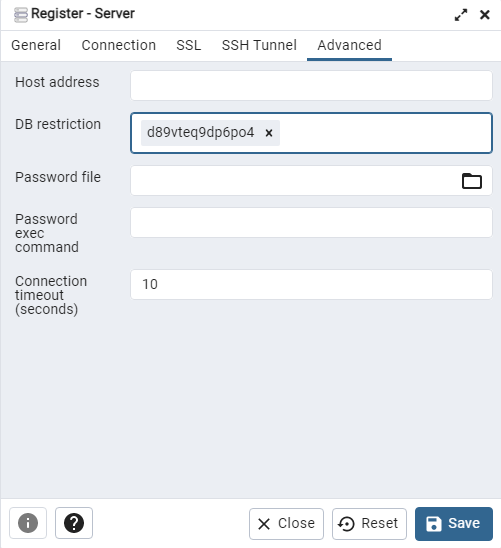 Register - Server
General Connection SSL SSH Tunnel Advanced
Host address
DB restriction
d89vteq9dp6po4 ×
Password file
Password
exec
command
Connection
timeout
(seconds)
10
Close Reset Save